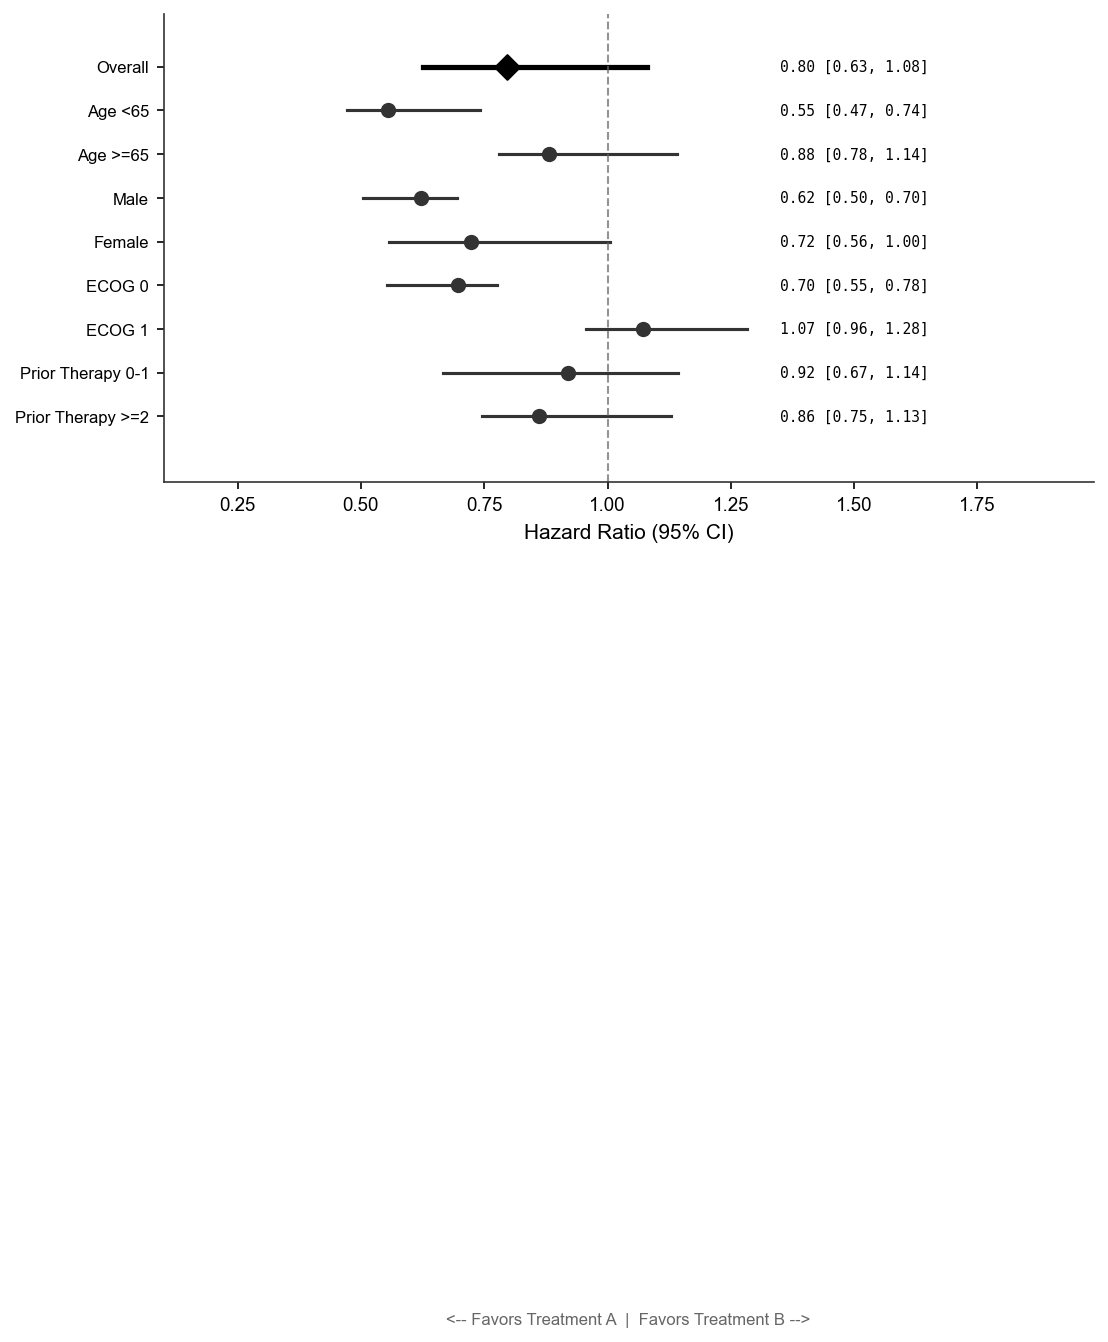 Overall 0.80 [0.63, 1.08]
Age <65 0.55 [0.47, 0.74]
Age >=65 0.88 [0.78, 1.14]
Male 0.62 [0.50, 0.70]
Female 0.72 [0.56, 1.00]
ECOG 0 0.70 [0.55, 0.78]
ECOG 1 1.07 [0.96, 1.28]
Prior Therapy 0-1 0.92 [0.67, 1.14]
Prior Therapy >=2 0.86 [0.75, 1.13]
0.25 0.50 0.75 1.00 1.25 1.50 1.75
Hazard Ratio (95% CI)
<-- Favors Treatment A | Favors Treatment B -->